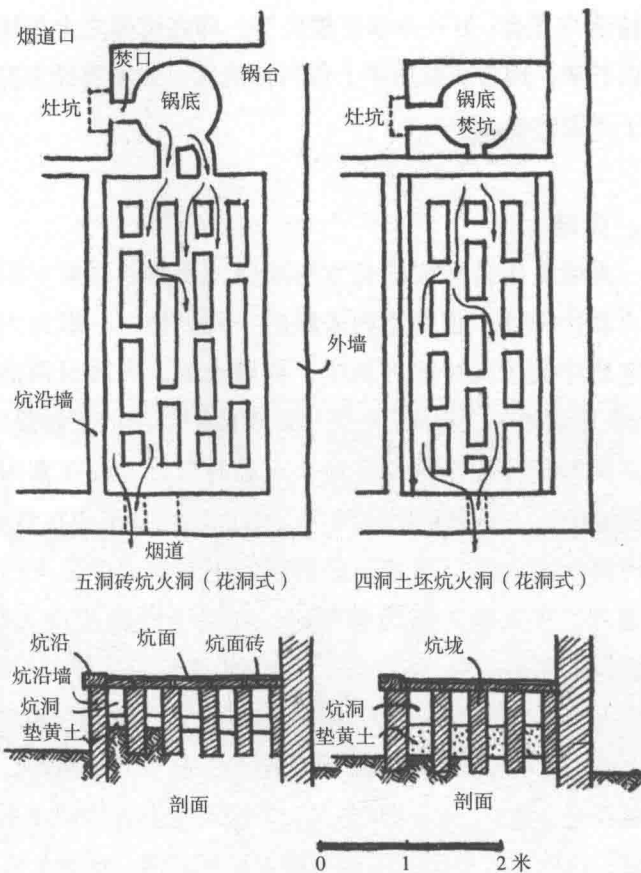 烟道口
焚口
锅台
灶坑
锅底
灶坑
锅底
焚坑
外墙
炕沿墙
烟道
五洞砖炕火洞（花洞式）
四洞土坯炕火洞（花洞式）
炕沿
炕面
炕面砖
炕沿墙
炕洞
垫黄土
剖面
炕垅
炕洞
垫黄土
剖面
0 1 2 米